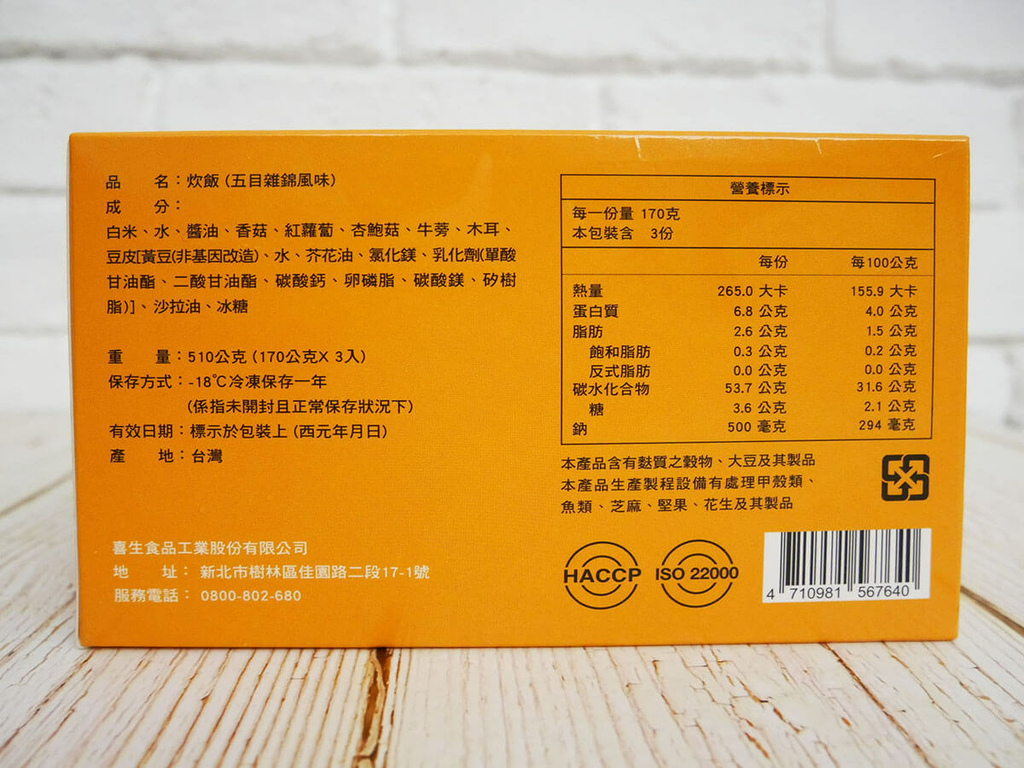 品　　名：炊飯 (五目雜錦風味)
成　　分：
白米、水、醬油、香菇、紅蘿蔔、杏鮑菇、牛蒡、木耳、
豆皮[黃豆(非基因改造)、水、芥花油、氯化鎂、乳化劑(單酸
甘油酯、二酸甘油酯、碳酸鈣、卵磷脂、碳酸鎂、矽樹
脂)]、沙拉油、冰糖
重　　量：510公克 (170公克X 3入)
保存方式：-18℃冷凍保存一年
(係指未開封且正常保存狀況下)
有效日期：標示於包裝上 (西元年月日)
產　　地：台灣
喜生食品工業股份有限公司
地　　址： 新北市樹林區佳園路二段17-1號
服務電話： 0800-802-680
營養標示
每一份量 170克
本包裝含 3份
每份 每100公克
熱量 265.0 大卡 155.9 大卡
蛋白質 6.8 公克 4.0 公克
脂肪 2.6 公克 1.5 公克
飽和脂肪 0.3 公克 0.2 公克
反式脂肪 0.0 公克 0.0 公克
碳水化合物 53.7 公克 31.6 公克
糖 3.6 公克 2.1 公克
鈉 500 毫克 294 毫克
本產品含有麩質之穀物、大豆及其製品
本產品生產製程設備有處理甲殼類、
魚類、芝麻、堅果、花生及其製品
HACCP ISO 22000
4 710981 567640